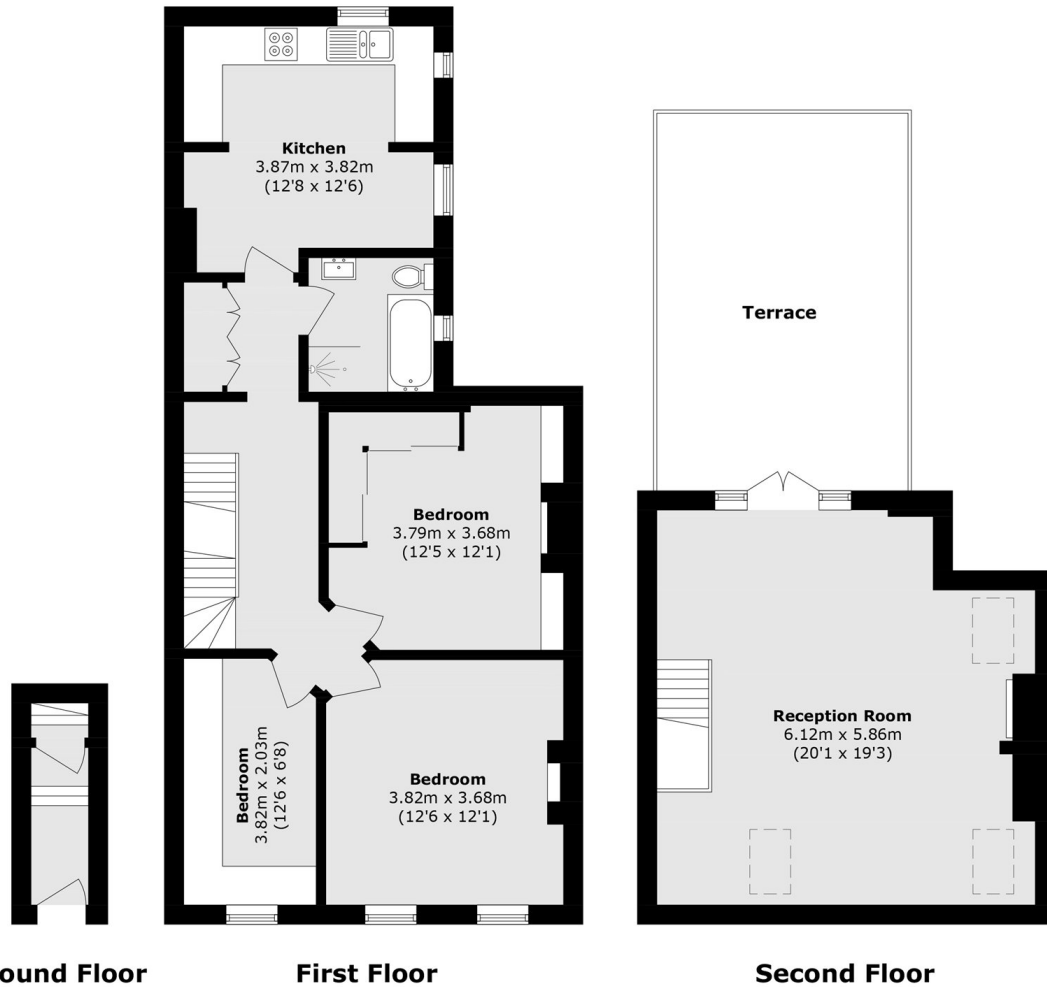 Kitchen
3.87m x 3.82m
(12'8 x 12'6)
Terrace
Bedroom
3.79m x 3.68m
(12'5 x 12'1)
Bedroom
3.82m x 2.03m
(12'6 x 6'8)
Bedroom
3.82m x 3.68m
(12'6 x 12'1)
Reception Room
6.12m x 5.86m
(20'1 x 19'3)
ound Floor
First Floor
Second Floor